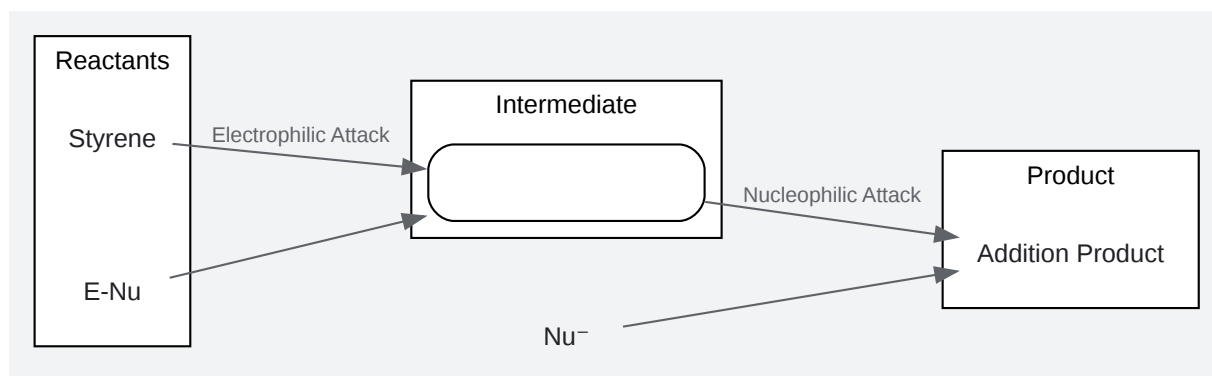 Reactants
Styrene
E-Nu
Electrophilic Attack
Intermediate
Nu⁻
Nucleophilic Attack
Product
Addition Product